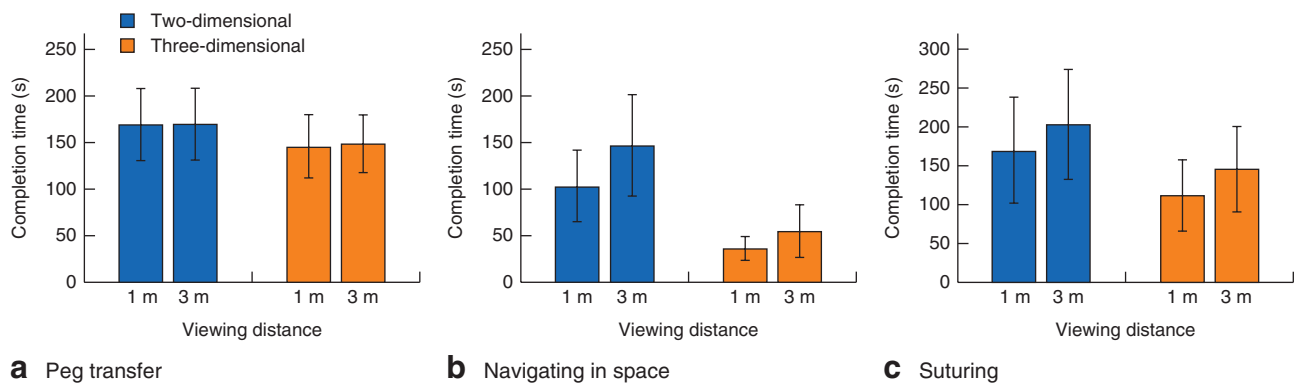 Two-dimensional
Three-dimensional
Completion time (s)
250
200
150
100
50
0
1 m 3 m 1 m 3 m
Viewing distance
a Peg transfer
Completion time (s)
250
200
150
100
50
0
1 m 3 m 1 m 3 m
Viewing distance
b Navigating in space
Completion time (s)
300
250
200
150
100
50
0
1 m 3 m 1 m 3 m
Viewing distance
c Suturing